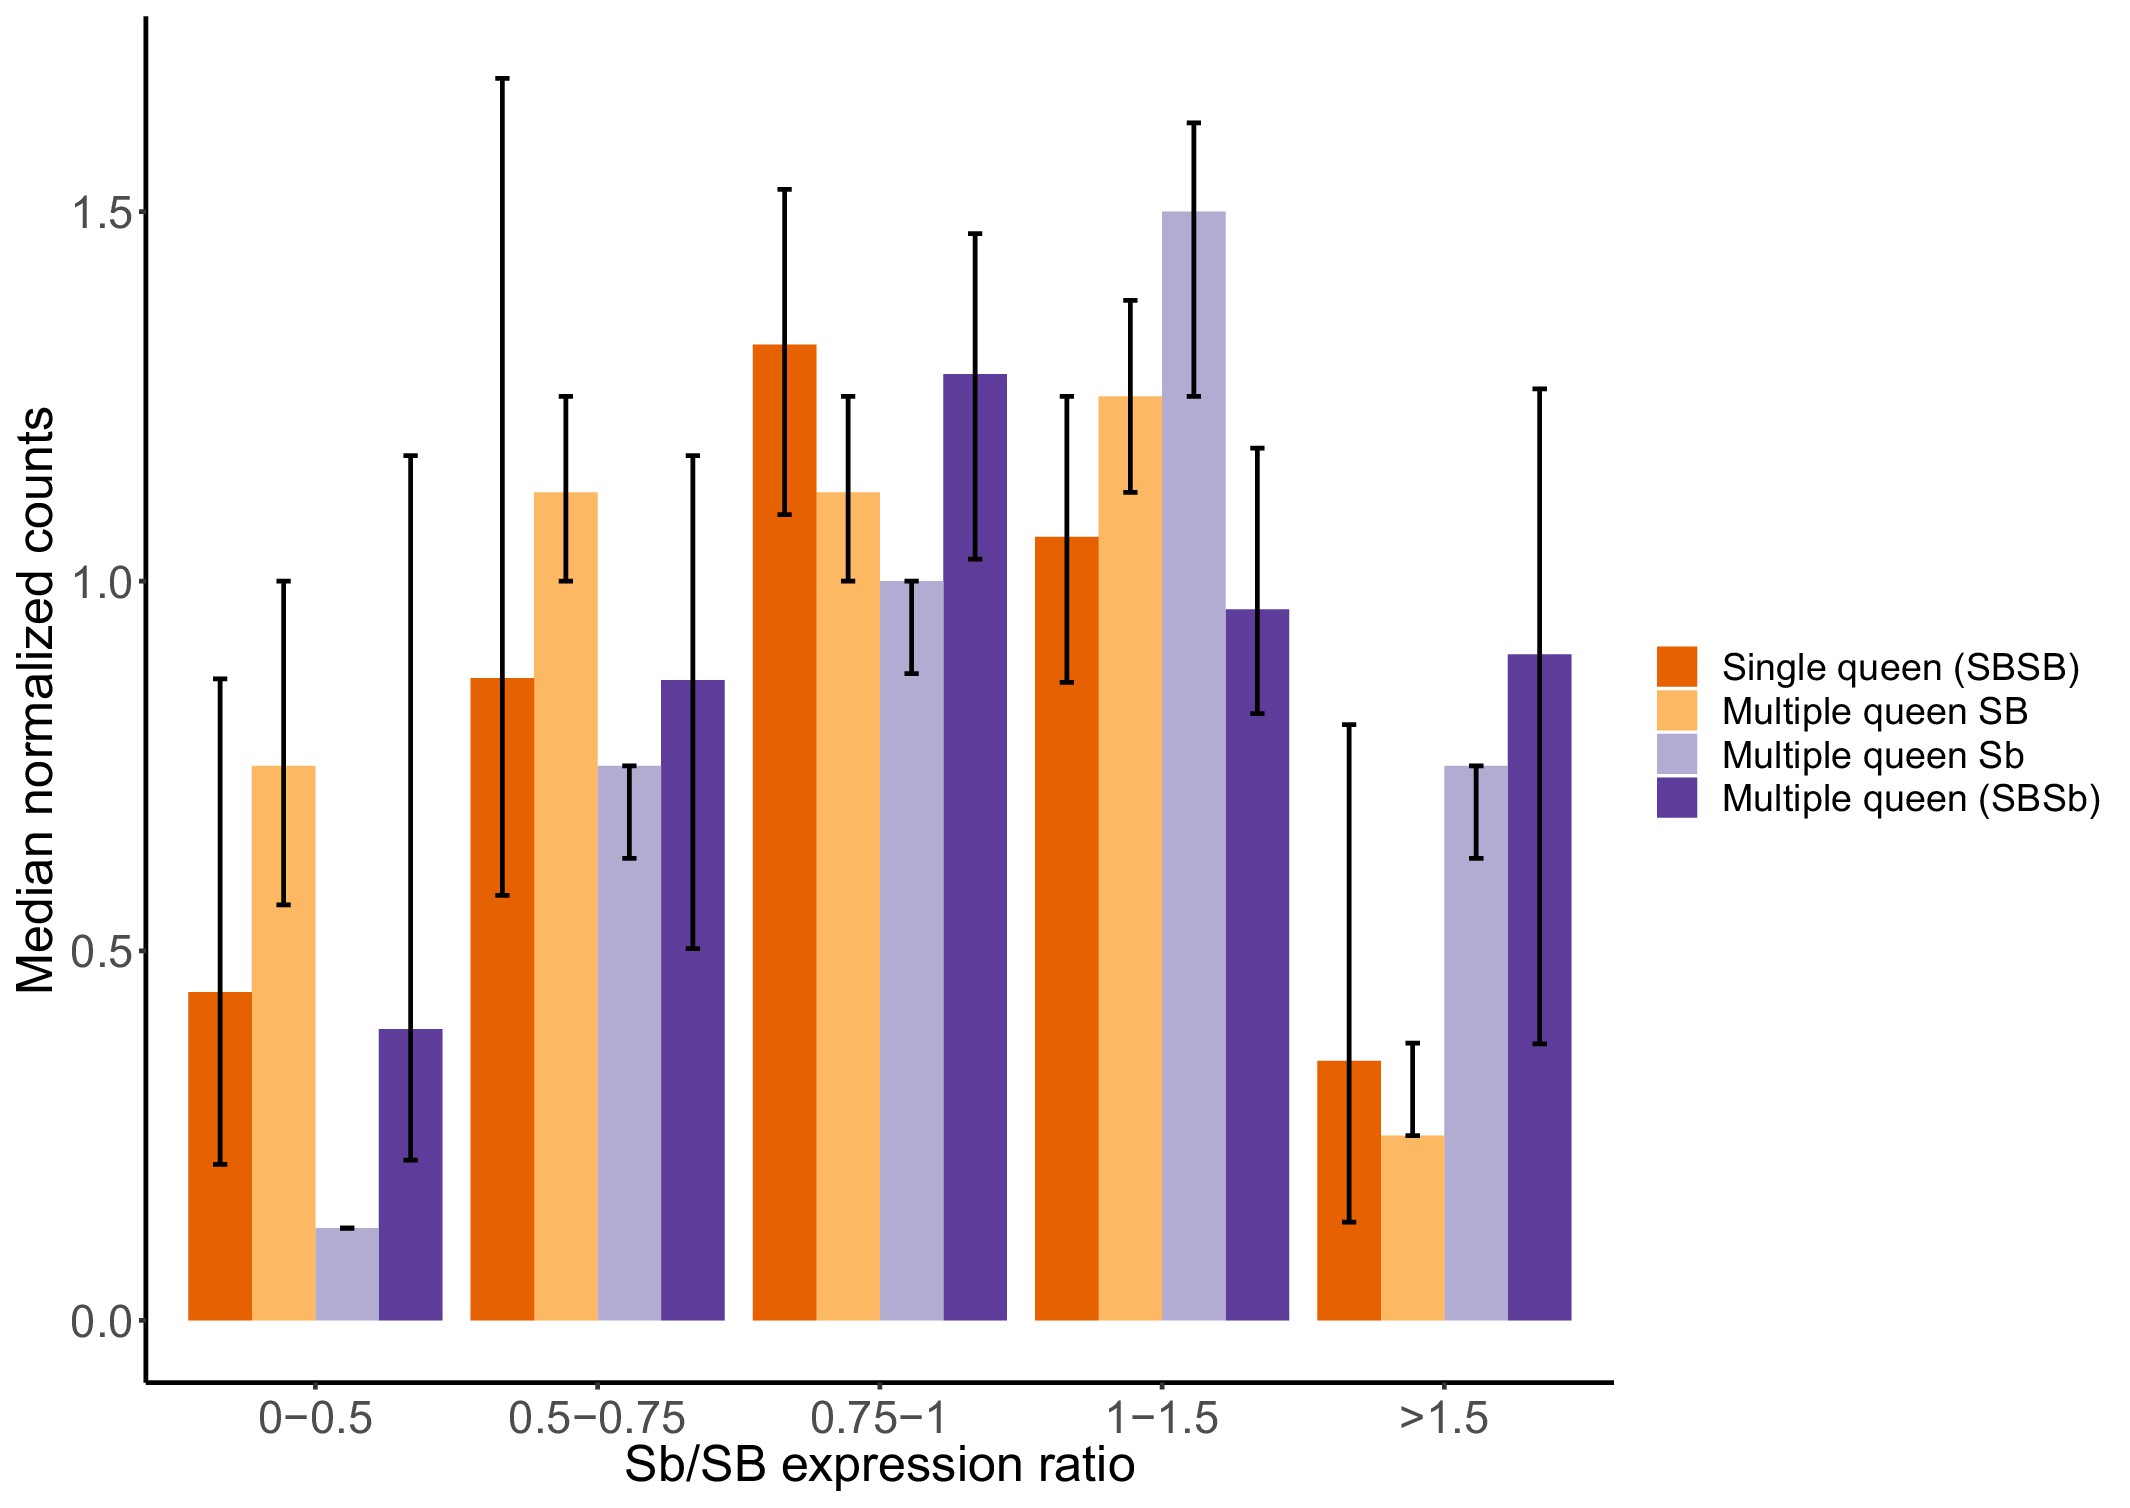 Median normalized counts
1.5
1.0
0.5
0.0
0−0.5
0.5−0.75
0.75−1
1−1.5
>1.5
Sb/SB expression ratio
Single queen (SBSB)
Multiple queen SB
Multiple queen Sb
Multiple queen (SBSb)